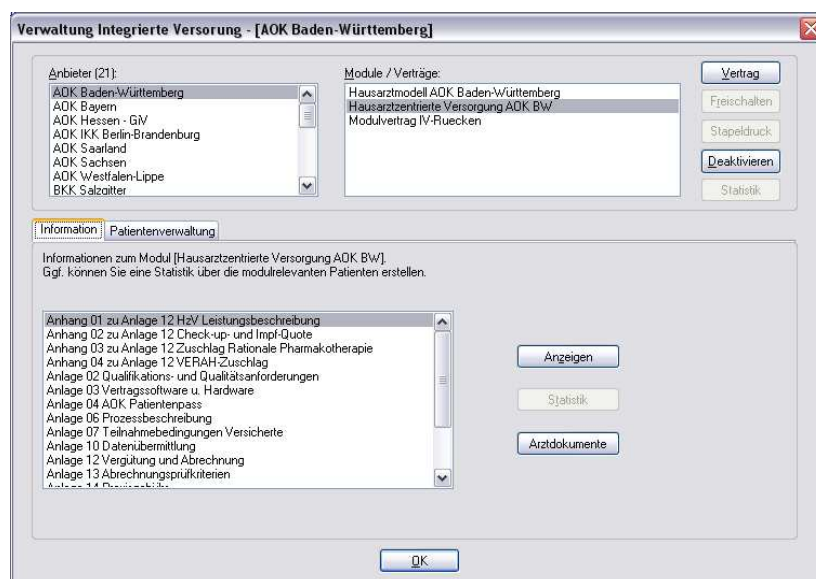 Verwaltung Integrierte Versorung - [AOK Baden-Württemberg]
Anbieter (21):
AOK Baden-Württemberg
AOK Bayern
AOK Hessen - GiV
AOK IKK Berlin-Brandenburg
AOK Saarland
AOK Sachsen
AOK Westfalen-Lippe
BKK Salzgitter
Module / Verträge:
Hausarztmodell AOK Baden-Württemberg
Hausarztzentrierte Versorgung AOK BW
Modulvertrag IV-Ruecken
Vertrag
Freischalten
Stapeldruck
Deaktivieren
Statistik
Information
Patientenverwaltung
Informationen zum Modul [Hausarztzentrierte Versorgung AOK BW].
Ggf. können Sie eine Statistik über die modulrelevanten Patienten erstellen.
Anhang 01 zu Anlage 12 HzV Leistungsbeschreibung
Anhang 02 zu Anlage 12 Check-up- und Impf-Quote
Anhang 03 zu Anlage 12 Zuschlag Rationale Pharmakotherapie
Anhang 04 zu Anlage 12 VERAH-Zuschlag
Anlage 02 Qualifikations- und Qualitätsanforderungen
Anlage 03 Vertragssoftware u. Hardware
Anlage 04 AOK Patientenpass
Anlage 06 Prozessbeschreibung
Anlage 07 Teilnahmebedingungen Versicherte
Anlage 10 Datenübermittlung
Anlage 12 Vergütung und Abrechnung
Anlage 13 Abrechnungsprüfkriterien
Anlage 14 Praxisgebühr
Anzeigen
Statistik
Arztdokumente
OK